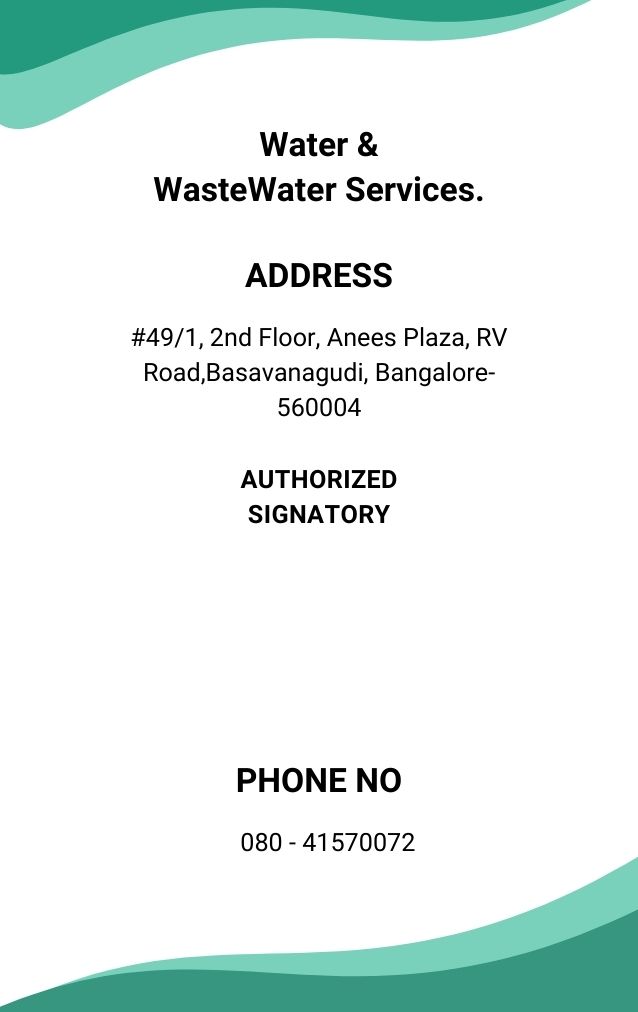 Water &
WasteWater Services.
ADDRESS
#49/1, 2nd Floor, Anees Plaza, RV
Road,Basavanagudi, Bangalore-
560004
AUTHORIZED
SIGNATORY
PHONE NO
080 - 41570072